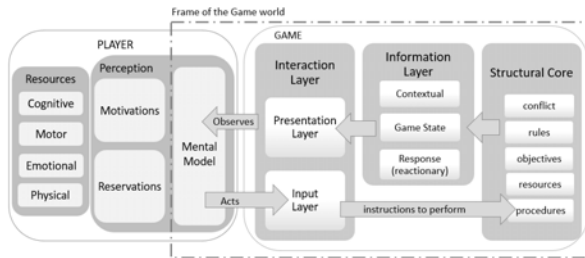 Frame of the Game world
PLAYER
GAME
Resources
Cognitive
Motor
Emotional
Physical
Perception
Motivations
Reservations
Mental
Model
Observes
Acts
Interaction
Layer
Presentation
Layer
Input
Layer
instructions to perform
Information
Layer
Contextual
Game State
Response
(reactionary)
Structural Core
conflict
rules
objectives
resources
procedures